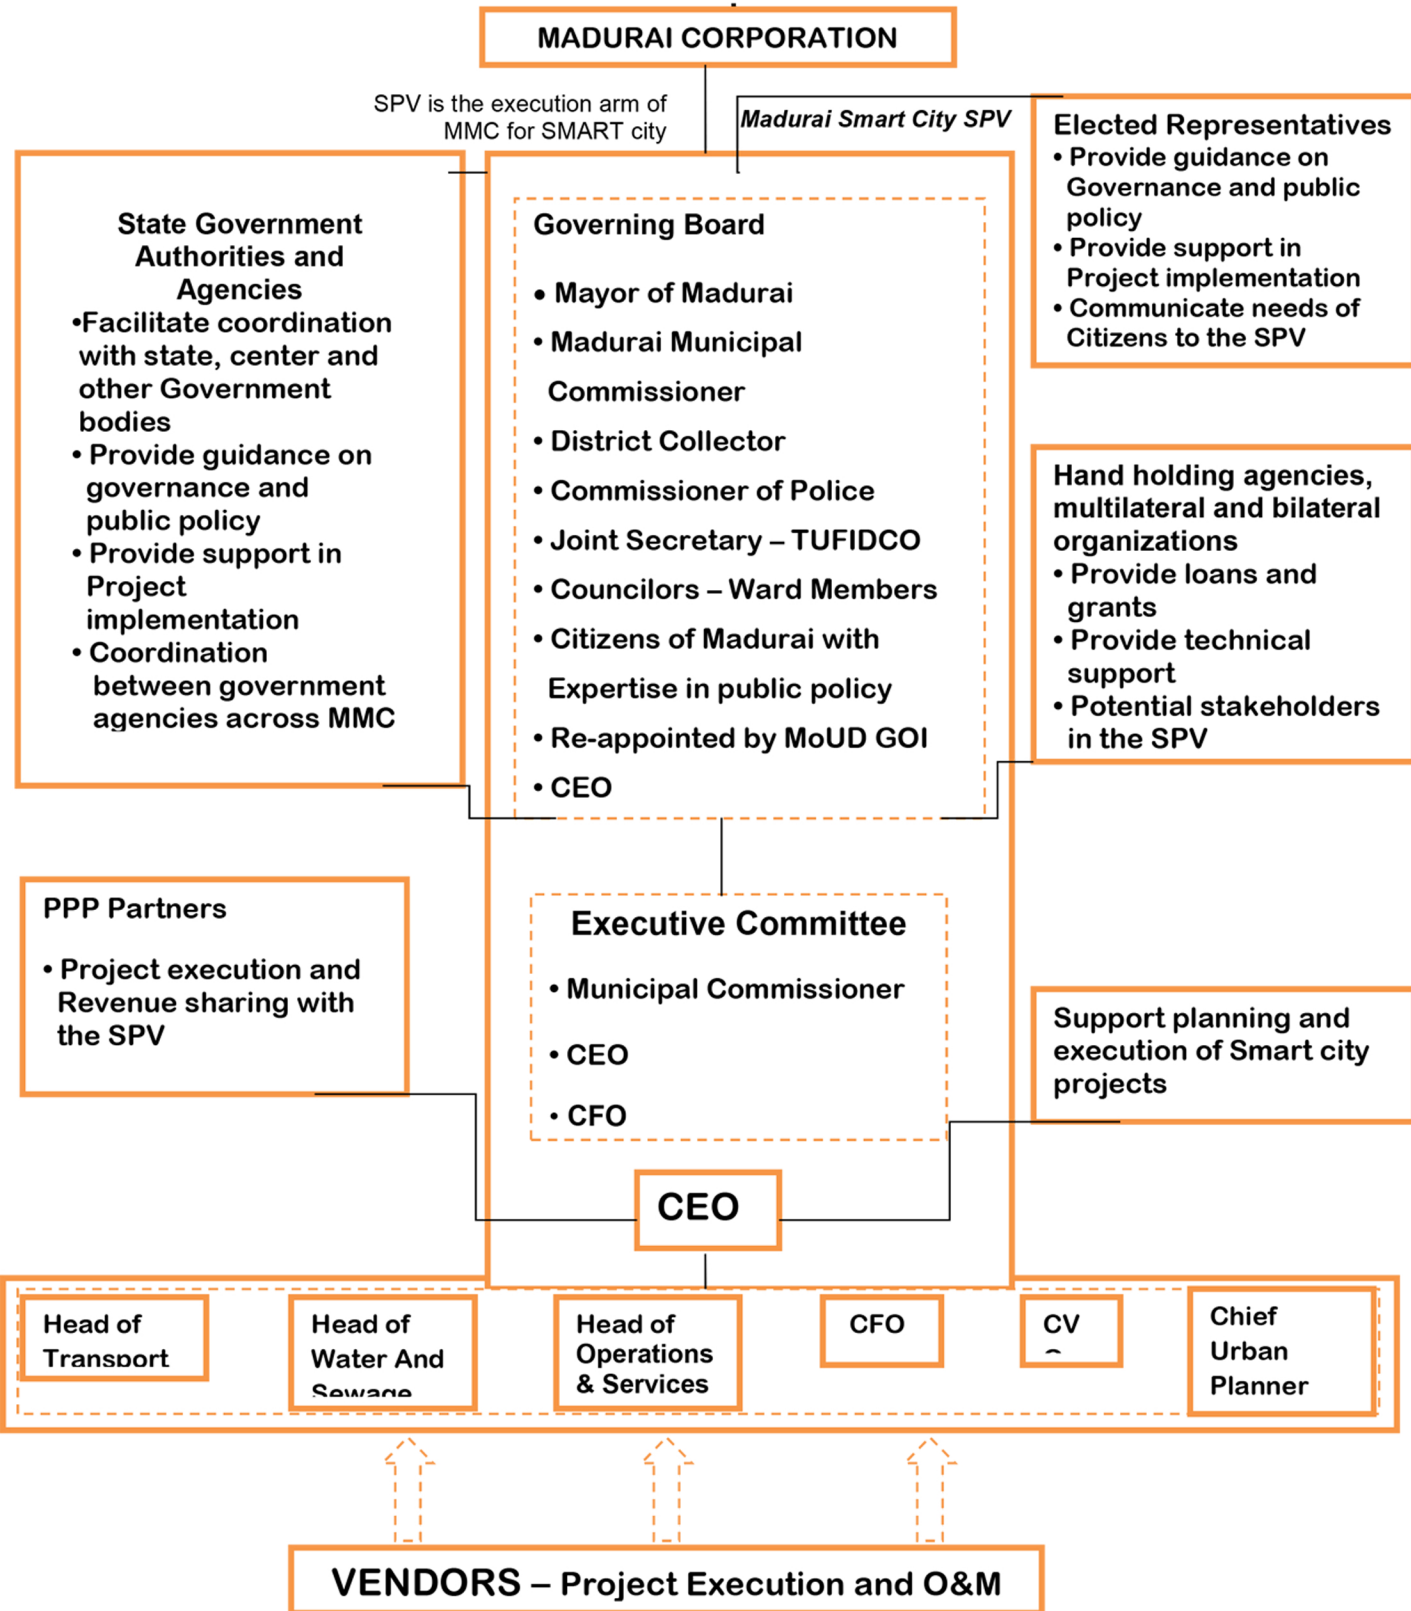 MADURAI CORPORATION
SPV is the execution arm of
MMC for SMART city
Madurai Smart City SPV
Elected Representatives
• Provide guidance on
Governance and public
policy
• Provide support in
Project implementation
• Communicate needs of
Citizens to the SPV
State Government
Authorities and
Agencies
•Facilitate coordination
with state, center and
other Government
bodies
• Provide guidance on
governance and
public policy
• Provide support in
Project
implementation
• Coordination
between government
agencies across MMC
Governing Board
• Mayor of Madurai
• Madurai Municipal
Commissioner
• District Collector
• Commissioner of Police
• Joint Secretary – TUFIDCO
• Councilors – Ward Members
• Citizens of Madurai with
Expertise in public policy
• Re-appointed by MoUD GOI
• CEO
Hand holding agencies,
multilateral and bilateral
organizations
• Provide loans and
grants
• Provide technical
support
• Potential stakeholders
in the SPV
PPP Partners
• Project execution and
Revenue sharing with
the SPV
Executive Committee
• Municipal Commissioner
• CEO
• CFO
Support planning and
execution of Smart city
projects
CEO
Head of
Transport
Head of
Water And
Sewage
Head of
Operations
& Services
CFO
CV
Chief
Urban
Planner
VENDORS – Project Execution and O&M